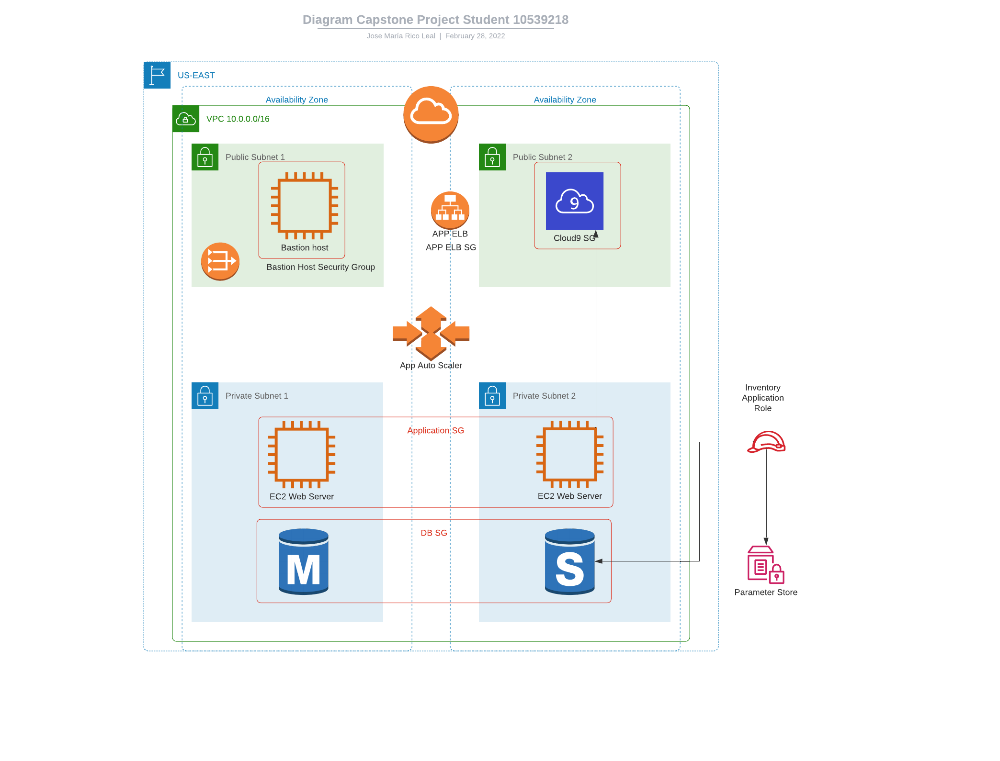 Diagram Capstone Project Student 10539218
Jose María Rico Leal | February 28, 2022
US-EAST
Availability Zone
Availability Zone
VPC 10.0.0.0/16
Public Subnet 1
Public Subnet 2
9
APP ELB
Cloud9 SG
APP ELB SG
Bastion host
Bastion Host Security Group
App Auto Scaler
Private Subnet 1
Private Subnet 2
Inventory
Application
Role
Application SG
EC2 Web Server
EC2 Web Server
DB SG
M
S
Parameter Store